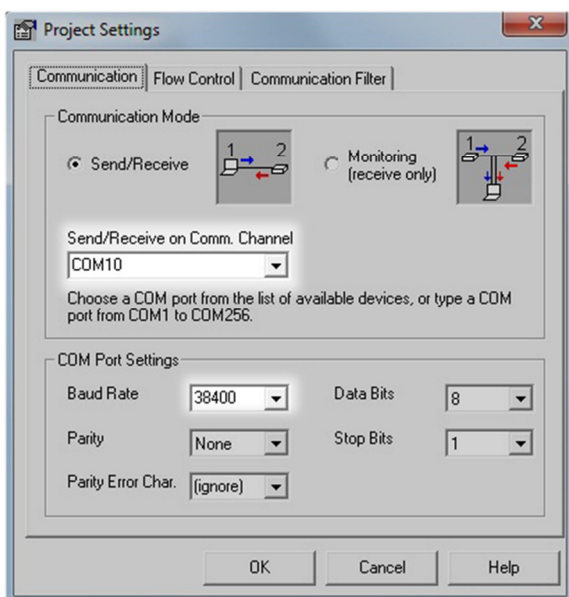 Project Settings
Communication
Flow Control
Communication Filter
Communication Mode
Send/Receive
1 2
Monitoring
(receive only)
1 2
Send/Receive on Comm. Channel
COM10
Choose a COM port from the list of available devices, or type a COM
port from COM1 to COM256.
COM Port Settings
Baud Rate
38400
Data Bits
8
Parity
None
Stop Bits
1
Parity Error Char.
(ignore)
OK
Cancel
Help